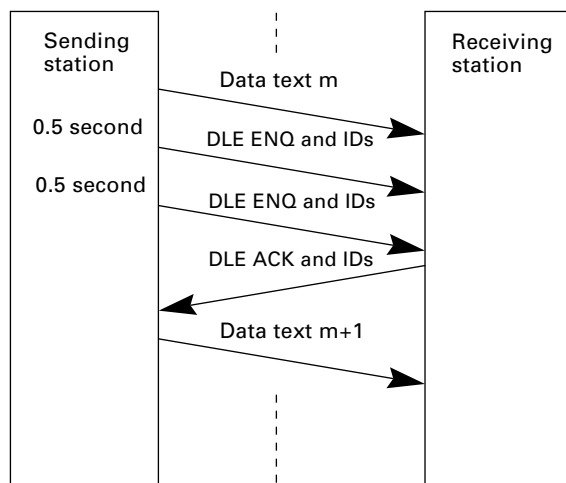 Sending
station
Receiving
station
Data text m
0.5 second
DLE ENQ and IDs
0.5 second
DLE ENQ and IDs
DLE ACK and IDs
Data text m+1